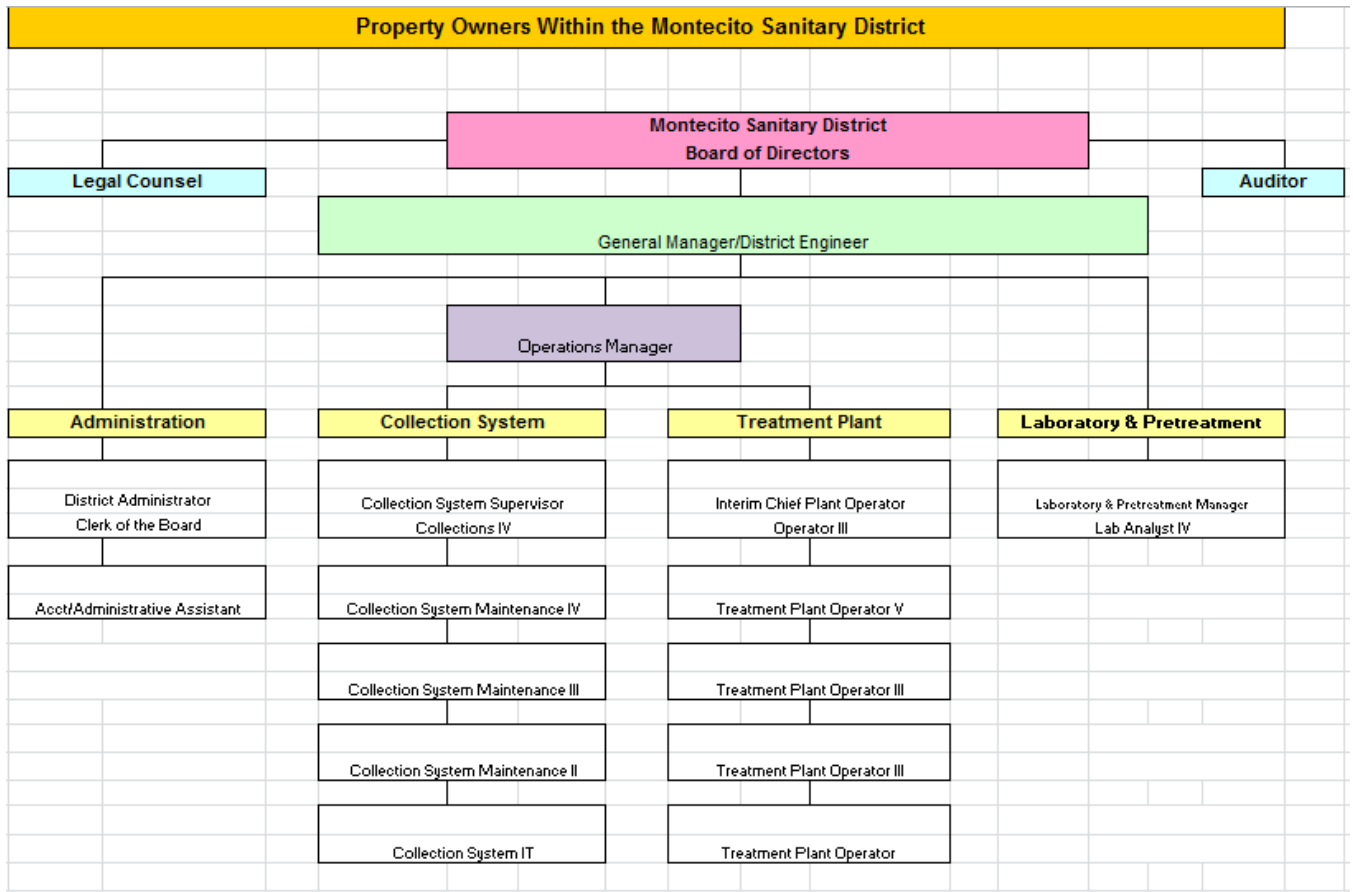 Property Owners Within the Montecito Sanitary District
Montecito Sanitary District
Board of Directors
Legal Counsel
Auditor
General Manager/District Engineer
Operations Manager
Administration
Collection System
Treatment Plant
Laboratory & Pretreatment
District Administrator
Clerk of the Board
Collection System Supervisor
Collections IV
Interim Chief Plant Operator
Operator III
Laboratory & Pretreatment Manager
Lab Analyst IV
Acct/Administrative Assistant
Collection System Maintenance IV
Treatment Plant Operator V
Collection System Maintenance III
Treatment Plant Operator III
Collection System Maintenance II
Treatment Plant Operator III
Collection System IT
Treatment Plant Operator